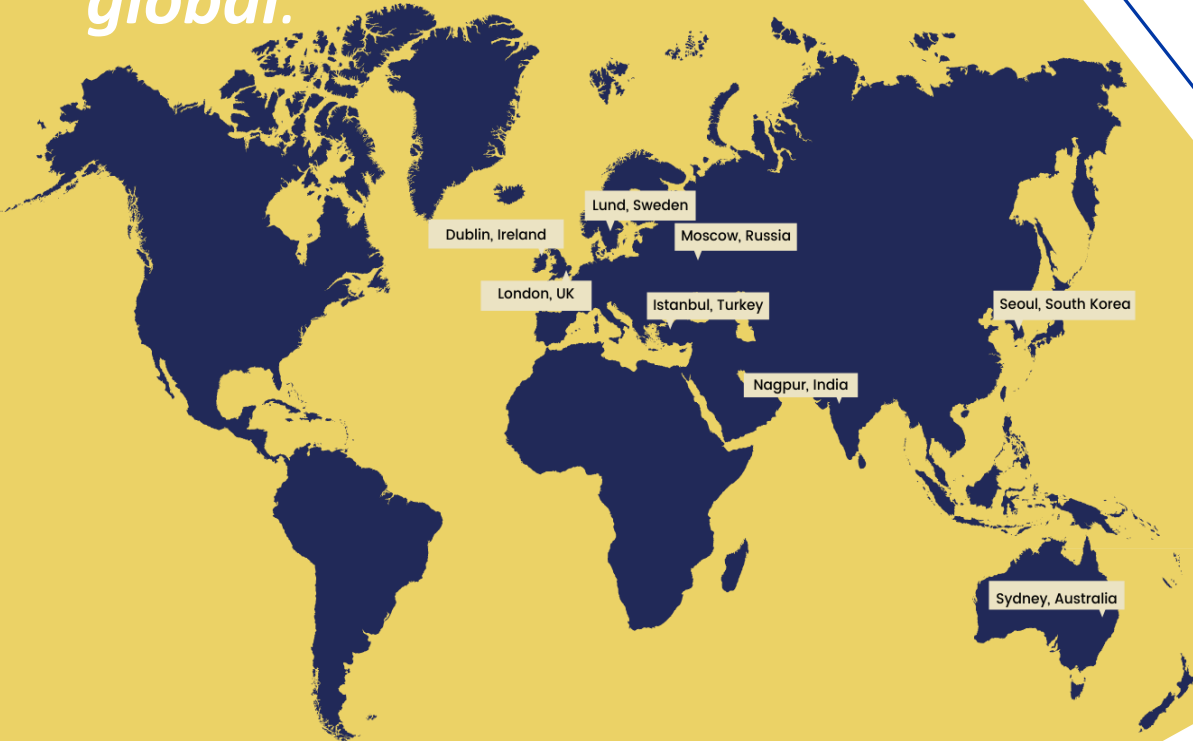 global.
Lund, Sweden
Dublin, Ireland
Moscow, Russia
London, UK
Istanbul, Turkey
Seoul, South Korea
Nagpur, India
Sydney, Australia